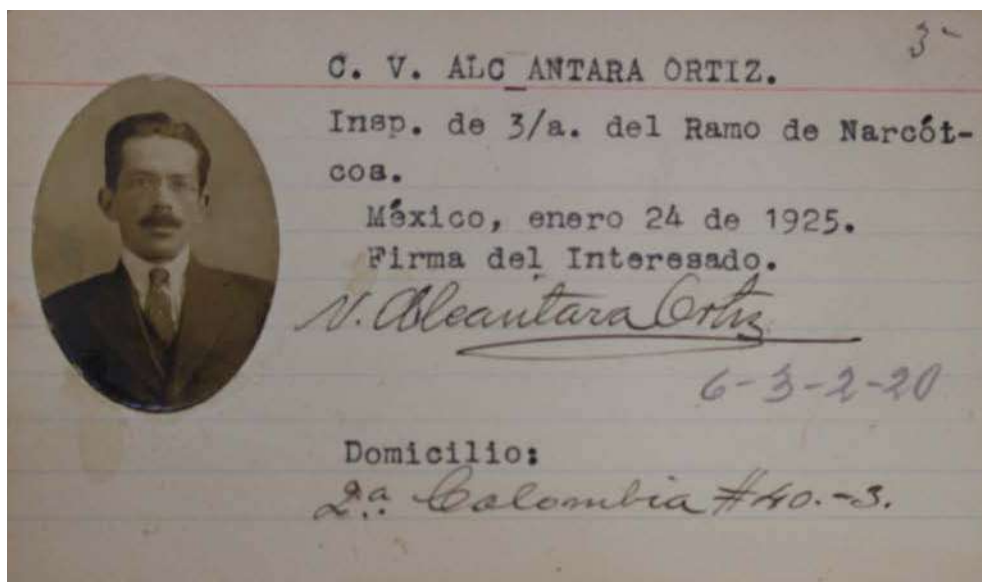 3-
C. V. ALC_ANTARA ORTIZ.
Insp. de 3/a. del Ramo de Narcót-
cos.
México, enero 24 de 1925.
Firma del Interesado.
V. Alcantara Ortiz
6-3-2-20
Domicilio:
2.ª Colombia #40.-3.